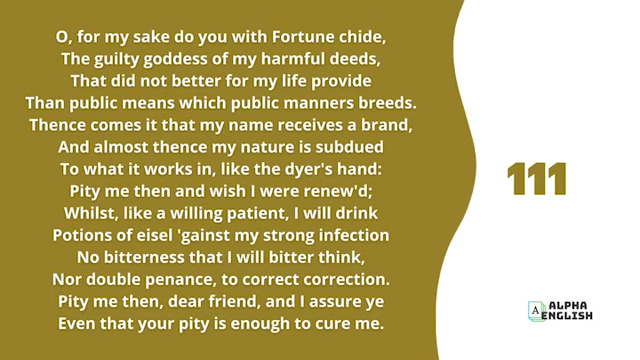 O, for my sake do you with Fortune chide,
The guilty goddess of my harmful deeds,
That did not better for my life provide
Than public means which public manners breeds.
Thence comes it that my name receives a brand,
And almost thence my nature is subdued
To what it works in, like the dyer's hand:
Pity me then and wish I were renew'd;
Whilst, like a willing patient, I will drink
Potions of eisel 'gainst my strong infection
No bitterness that I will bitter think,
Nor double penance, to correct correction.
Pity me then, dear friend, and I assure ye
Even that your pity is enough to cure me.
111
A
ALPHA
ENGLISH